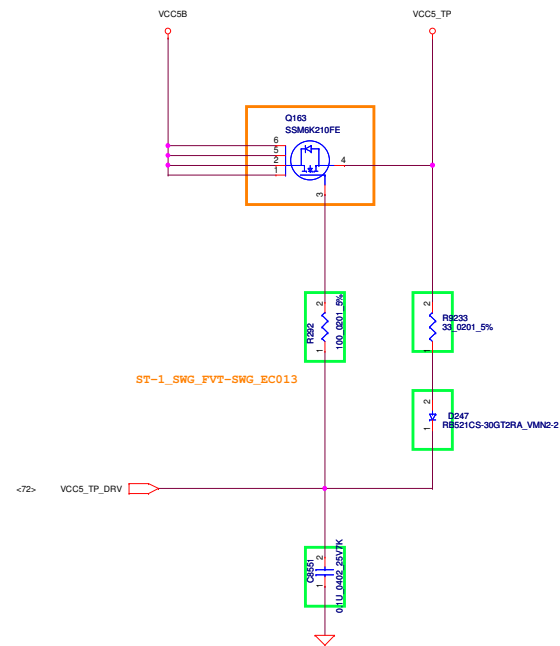 VCC5B
VCC5_TP
Q163
SSM6K210FE
6
5
2
1
4
3
2
R292
100_0201_5%
1
2
R9233
33_0201_5%
1
ST-1_SWG_FVT-SWG_EC013
2
D247
RB521CS-30GT2RA_VMN2-2
1
<72>
VCC5_TP_DRV
2
C8551
0.1U_0402_25V7K
1